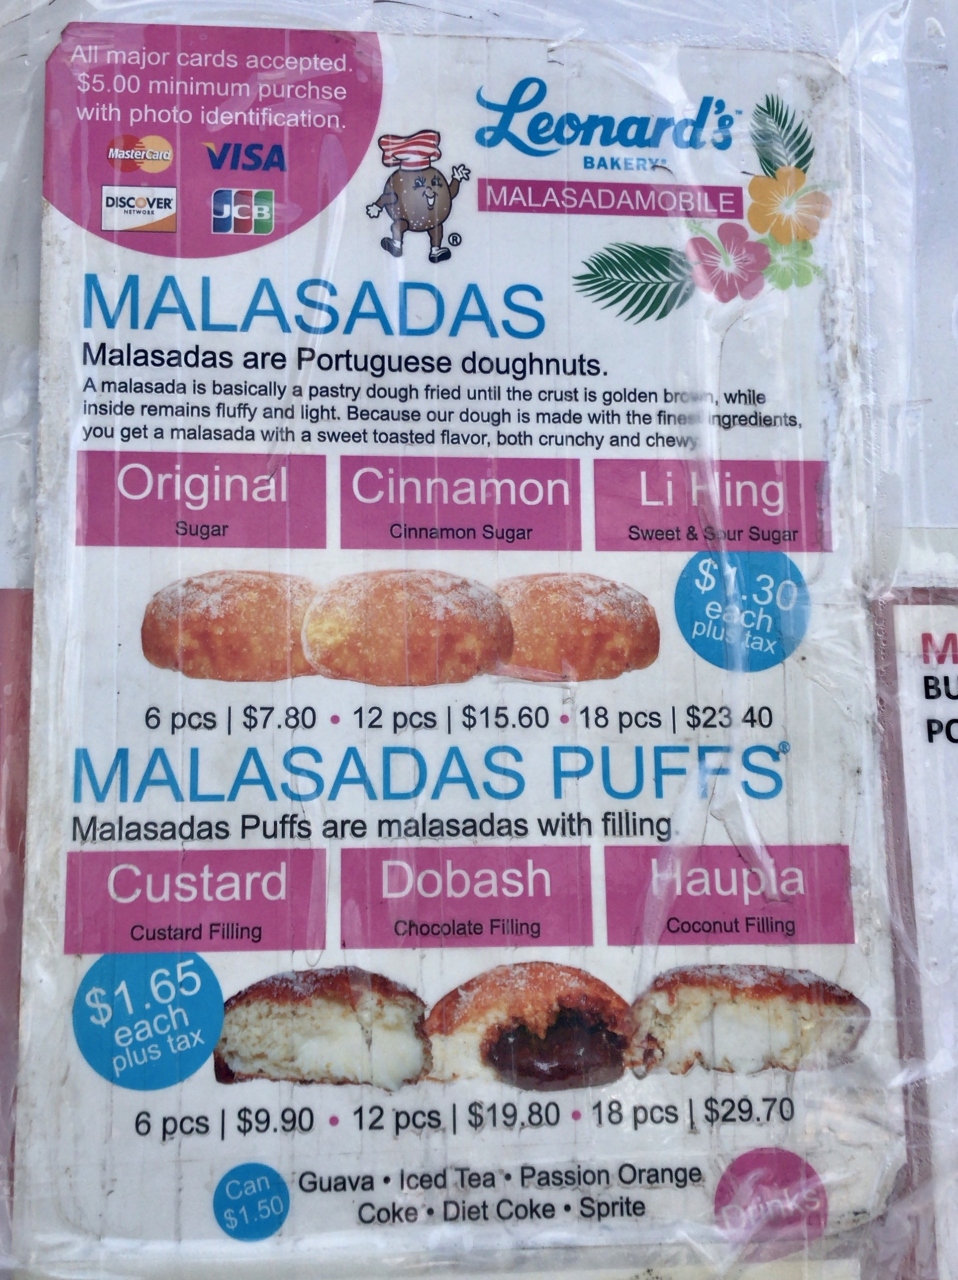 All major cards accepted.
$5.00 minimum purchse
with photo identification.
MasterCard VISA
DISCOVER
NETWORK
JCB
Leonard's™
BAKERY®
MALASADAMOBILE
®
MALASADAS
Malasadas are Portuguese doughnuts.
A malasada is basically a pastry dough fried until the crust is golden brown, while
inside remains fluffy and light. Because our dough is made with the finest ingredients,
you get a malasada with a sweet toasted flavor, both crunchy and chewy
Original
Sugar
Cinnamon
Cinnamon Sugar
Li Hing
Sweet & Sour Sugar
$1.30
each
plus tax
6 pcs | $7.80 • 12 pcs | $15.60 • 18 pcs | $23 40
MALASADAS PUFFS®
Malasadas Puffs are malasadas with filling.
Custard
Custard Filling
Dobash
Chocolate Filling
Haupia
Coconut Filling
$1.65
each
plus tax
6 pcs | $9.90 • 12 pcs | $19.80 • 18 pcs | $29.70
Can
$1.50
Guava • Iced Tea • Passion Orange
Coke • Diet Coke • Sprite
Drinks
M
BU
PO